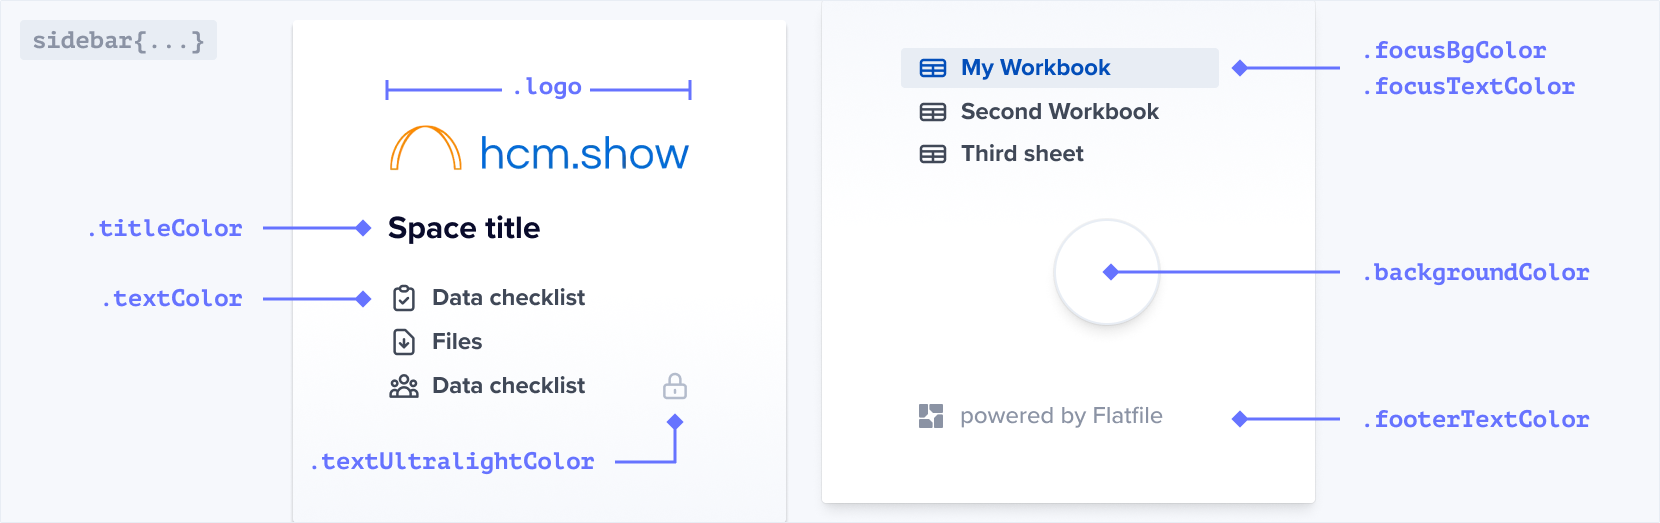 sidebar{...}
.logo
hcm.show
.titleColor
Space title
.textColor
Data checklist
Files
Data checklist
.textUltralightColor
My Workbook
.focusBgColor
.focusTextColor
Second Workbook
Third sheet
.backgroundColor
powered by Flatfile
.footerTextColor